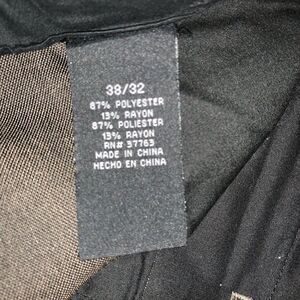 38/32
87% POLYESTER
13% RAYON
87% POLIESTER
13% RAYON
RN# 37763
MADE IN CHINA
HECHO EN CHINA